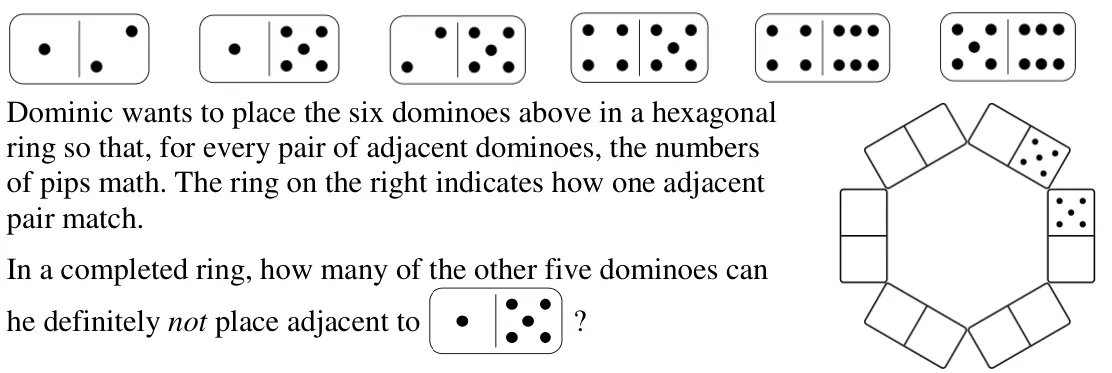 Dominic wants to place the six dominoes above in a hexagonal
ring so that, for every pair of adjacent dominoes, the numbers
of pips math. The ring on the right indicates how one adjacent
pair match.
In a completed ring, how many of the other five dominoes can
he definitely not place adjacent to ?